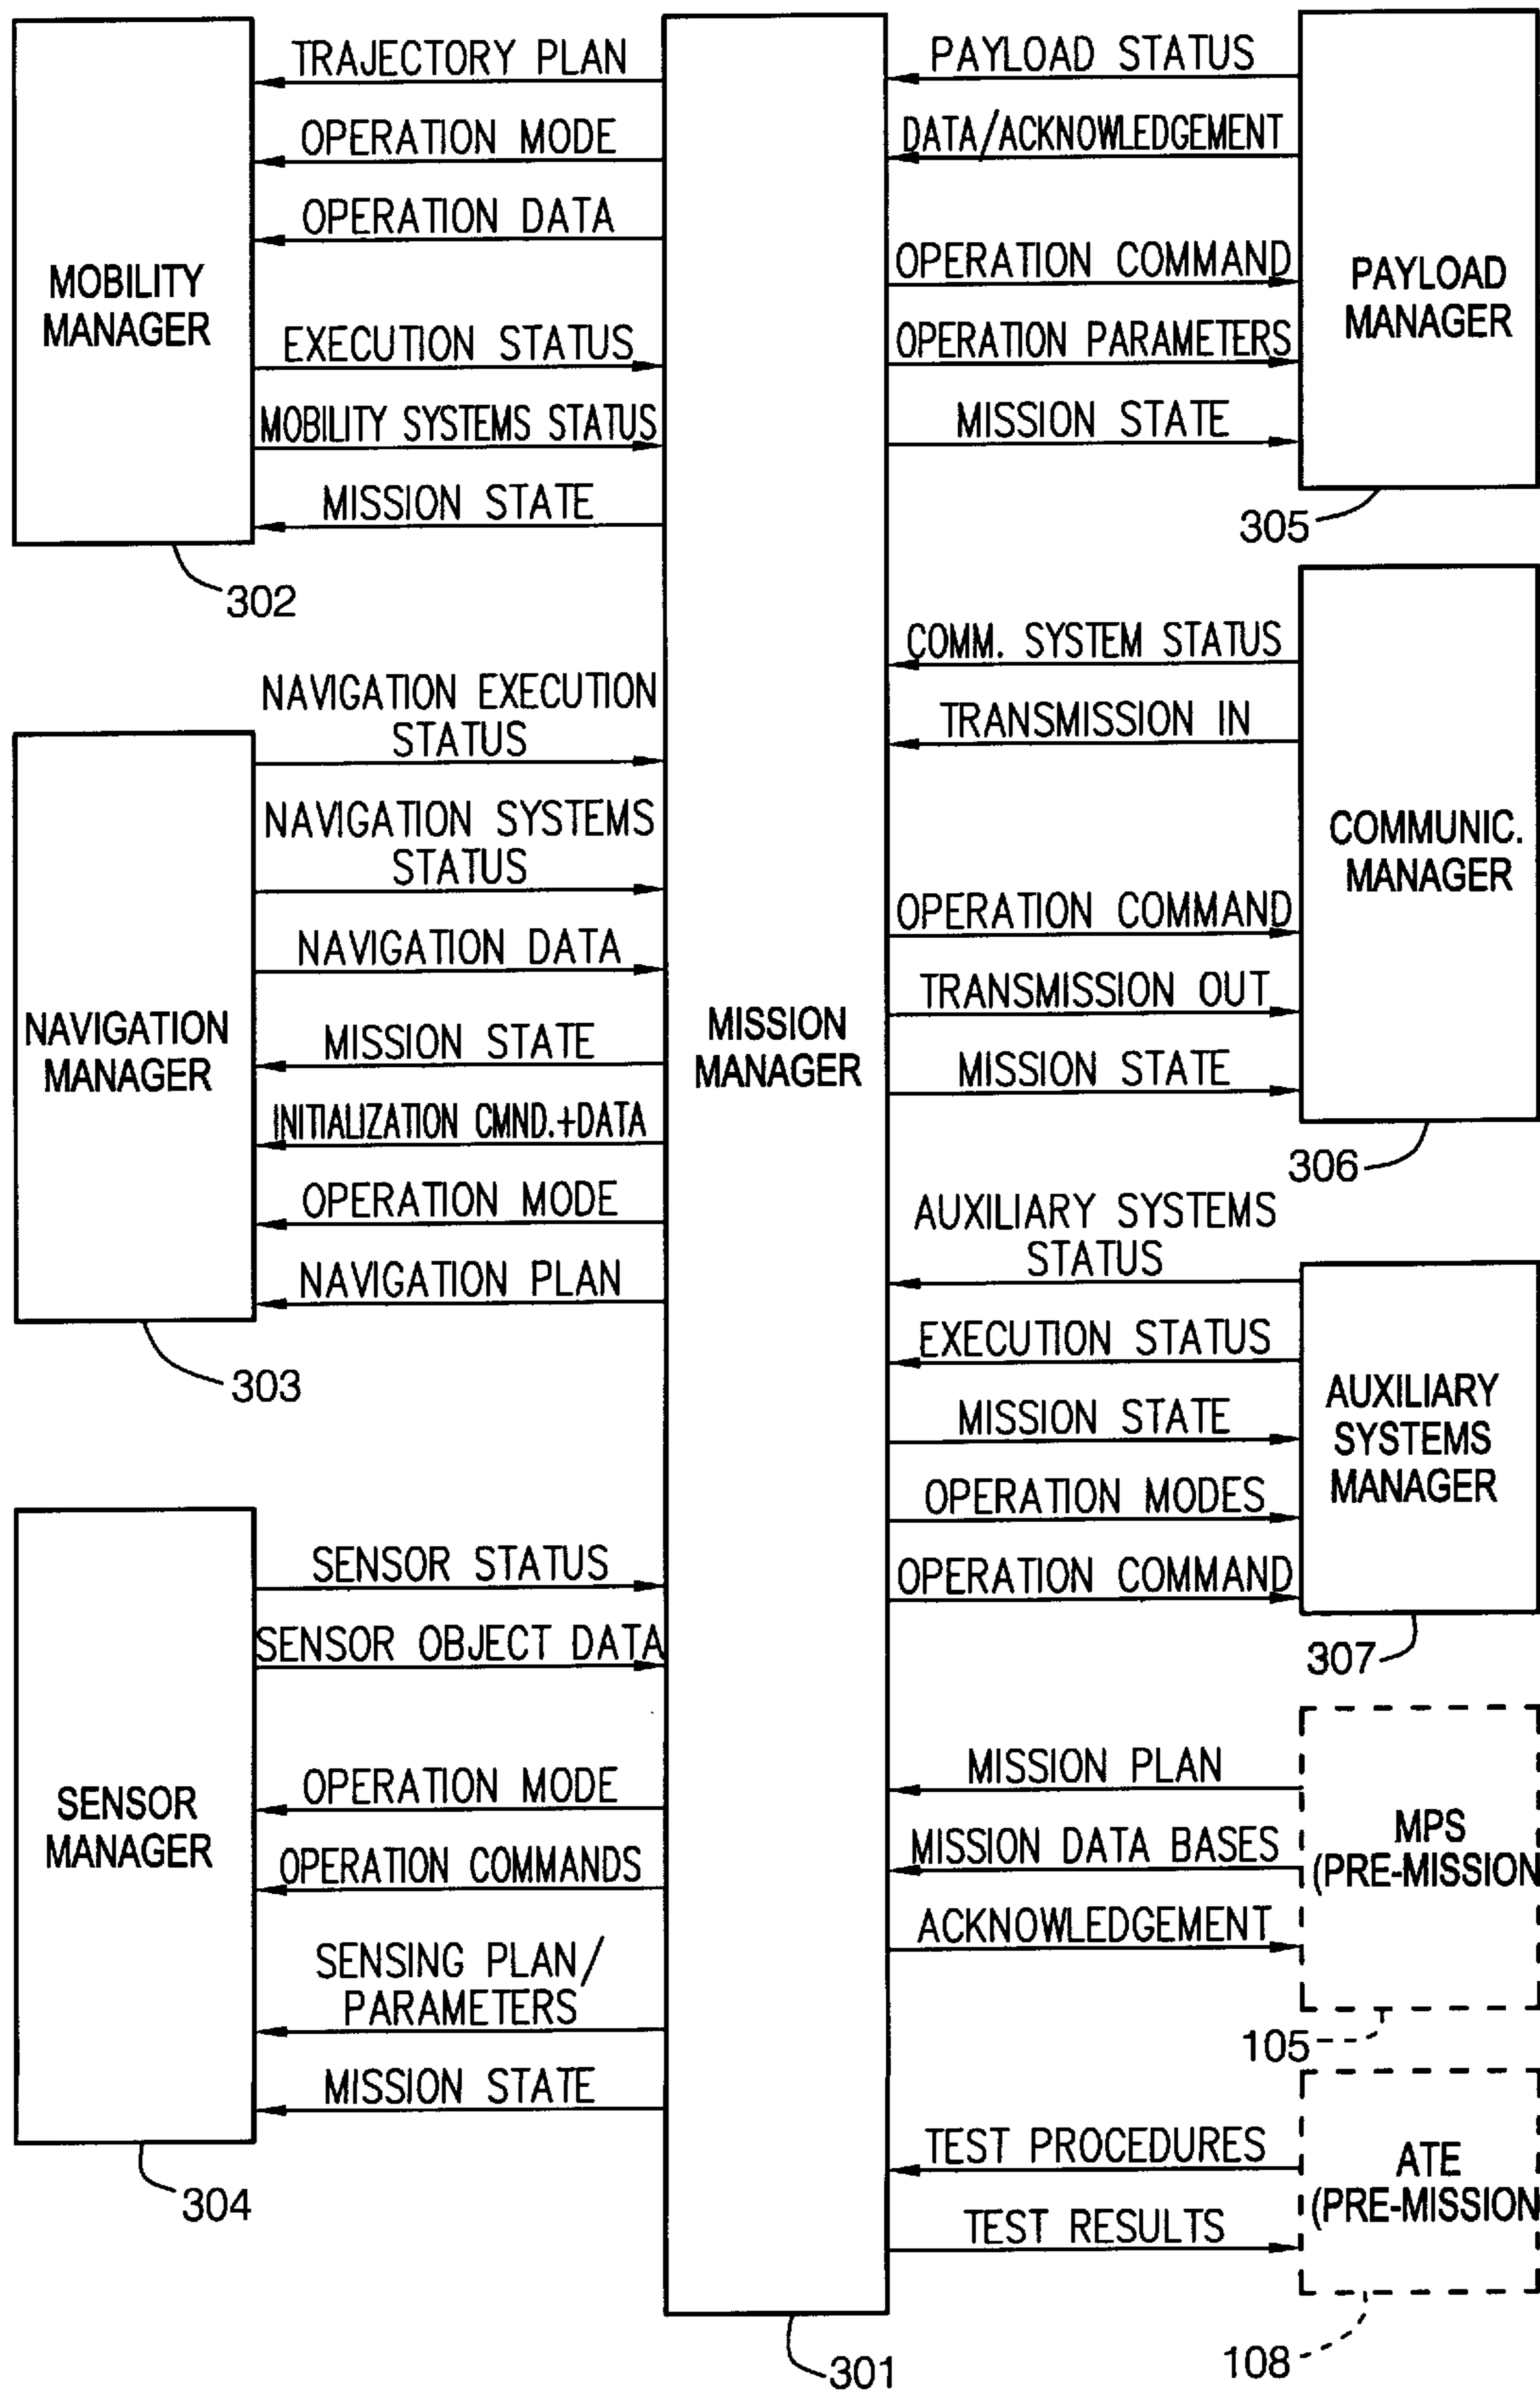 MOBILITY
MANAGER
TRAJECTORY PLAN
OPERATION MODE
OPERATION DATA
EXECUTION STATUS
MOBILITY SYSTEMS STATUS
MISSION STATE
302
NAVIGATION EXECUTION
STATUS
NAVIGATION SYSTEMS
STATUS
NAVIGATION DATA
MISSION STATE
INITIALIZATION CMND.+DATA
OPERATION MODE
NAVIGATION PLAN
NAVIGATION
MANAGER
303
SENSOR STATUS
SENSOR OBJECT DATA
OPERATION MODE
OPERATION COMMANDS
SENSING PLAN/
PARAMETERS
MISSION STATE
SENSOR
MANAGER
304
MISSION
MANAGER
301
PAYLOAD STATUS
DATA/ACKNOWLEDGEMENT
OPERATION COMMAND
OPERATION PARAMETERS
MISSION STATE
PAYLOAD
MANAGER
305
COMM. SYSTEM STATUS
TRANSMISSION IN
OPERATION COMMAND
TRANSMISSION OUT
MISSION STATE
COMMUNIC.
MANAGER
306
AUXILIARY SYSTEMS
STATUS
EXECUTION STATUS
MISSION STATE
OPERATION MODES
OPERATION COMMAND
AUXILIARY
SYSTEMS
MANAGER
307
MISSION PLAN
MISSION DATA BASES
ACKNOWLEDGEMENT
MPS
(PRE-MISSION
105
TEST PROCEDURES
TEST RESULTS
ATE
(PRE-MISSION
108